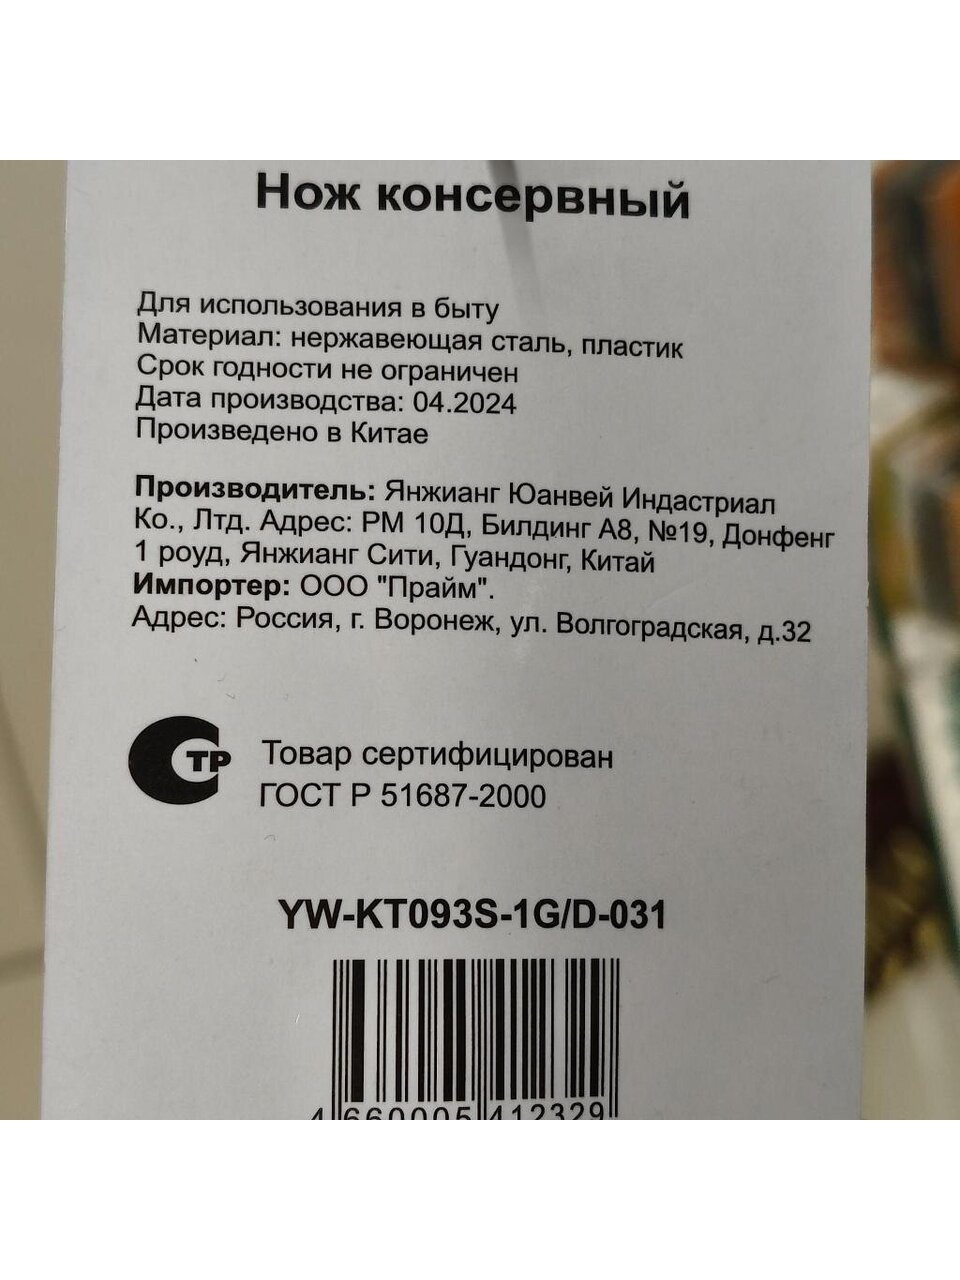 Нож консервный
Для использования в быту
Материал: нержавеющая сталь, пластик
Срок годности не ограничен
Дата производства: 04.2024
Произведено в Китае
Производитель: Янжианг Юанвей Индастриал
Ко., Лтд. Адрес: РМ 10Д, Билдинг А8, №19, Донфенг
1 роуд, Янжианг Сити, Гуандонг, Китай
Импортер: ООО "Прайм".
Адрес: Россия, г. Воронеж, ул. Волгоградская, д.32
СТР Товар сертифицирован
ГОСТ Р 51687-2000
YW-KT093S-1G/D-031
4 660005 412329